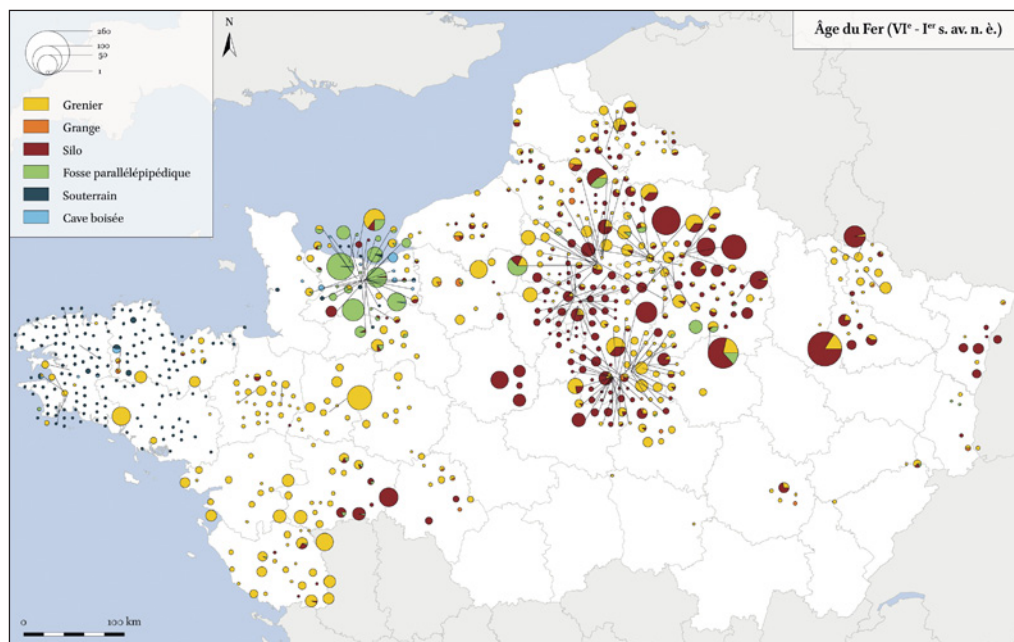 Âge du Fer (VIe - Ier s. av. n. è.)
N
260
100
50
1
Grenier
Grange
Silo
Fosse parallélépipédique
Souterrain
Cave boisée
0 100 km